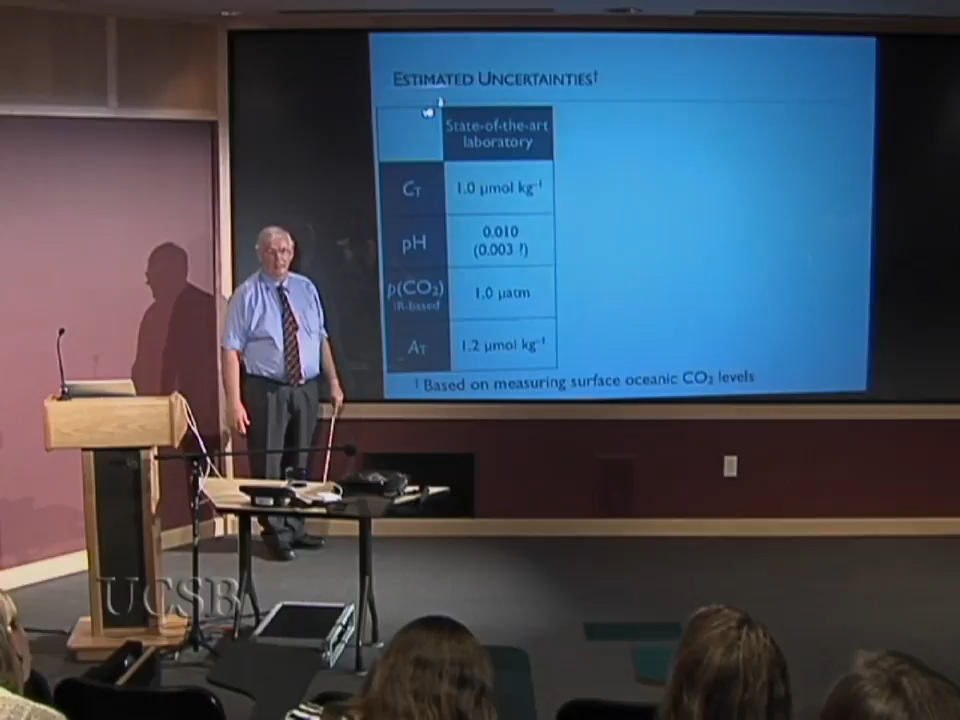 ESTIMATED UNCERTAINTIES†
State-of-the-art
laboratory
CT 1.0 μmol kg⁻¹
pH 0.010
(0.003 ?)
p(CO₂) 1.0 μatm
IR-based
AT 1.2 μmol kg⁻¹
† Based on measuring surface oceanic CO₂ levels
UCSB